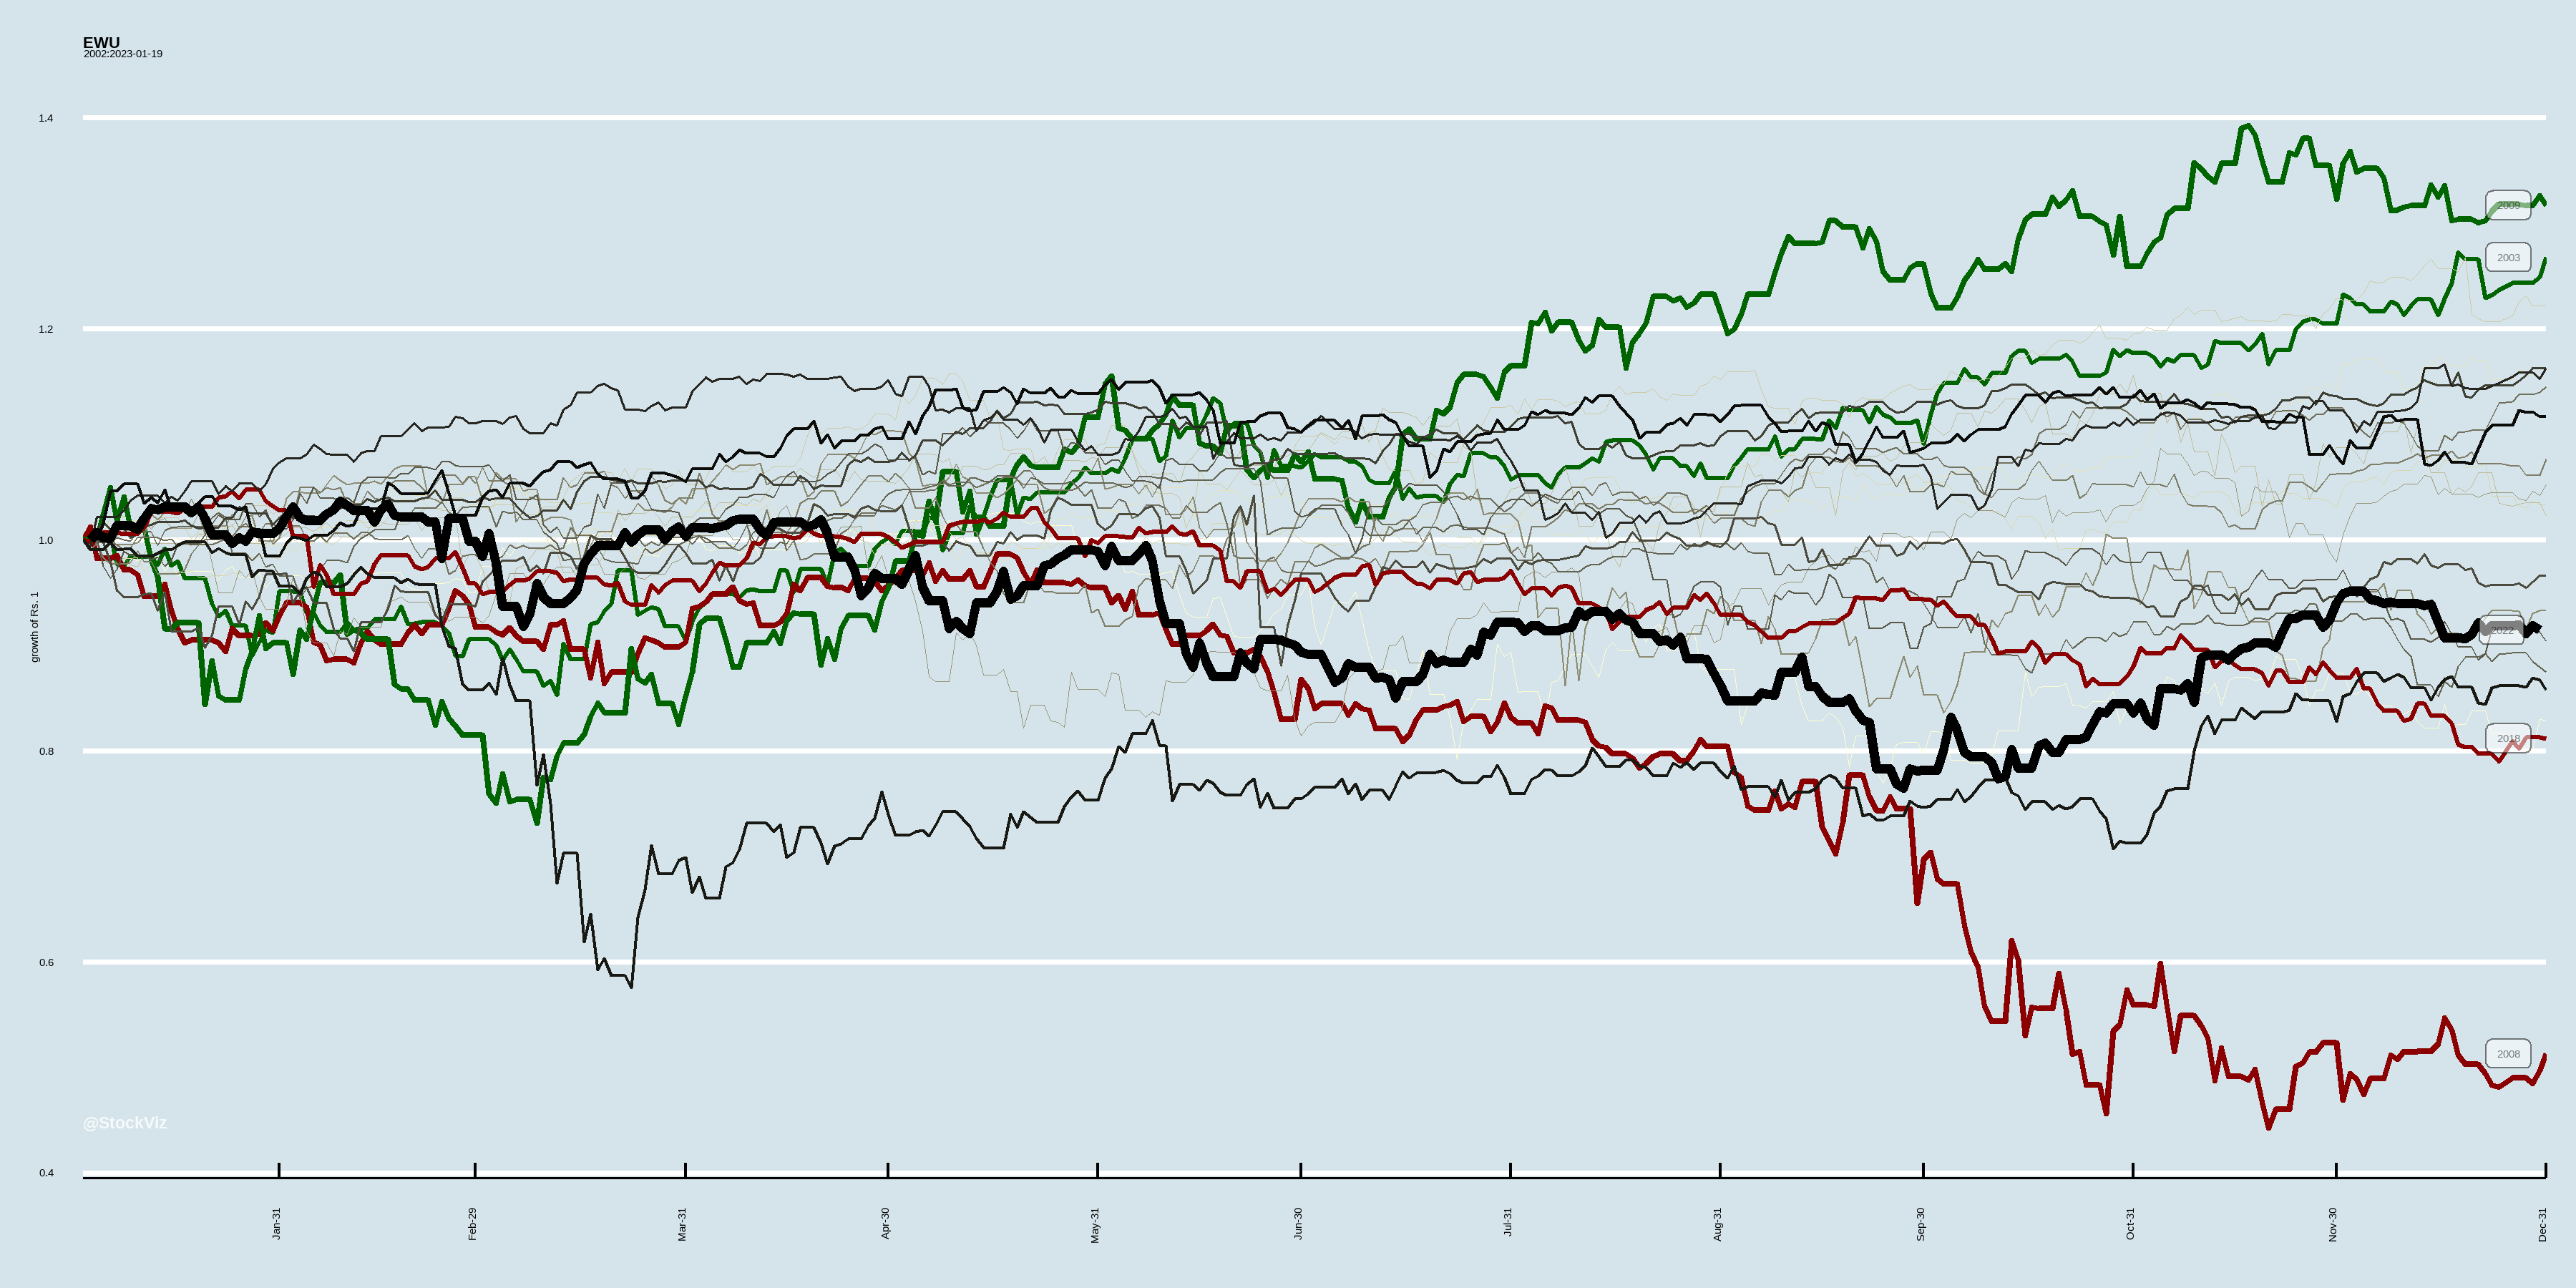 EWU
2002:2023-01-19
1.4
1.2
1.0
0.8
0.6
0.4
growth of Rs. 1
2009
2003
2022
2018
2008
@StockViz
Jan-31
Feb-29
Mar-31
Apr-30
May-31
Jun-30
Jul-31
Aug-31
Sep-30
Oct-31
Nov-30
Dec-31